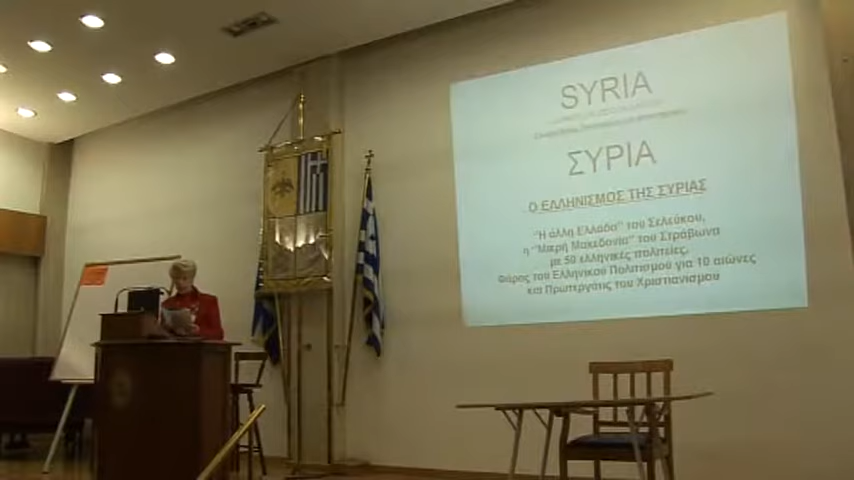 SYRIA
ΣΥΡΙΑ
Ο ΕΛΛΗΝΙΣΜΟΣ ΤΗΣ ΣΥΡΙΑΣ
"Η άλλη Ελλάδα" του Σελεύκου,
η "Μικρή Μακεδονία" του Στράβωνα
με 50 ελληνικές πολιτείες,
Φάρος του Ελληνικού Πολιτισμού για 10 αιώνες
και Πρωτεργάτης του Χριστιανισμού